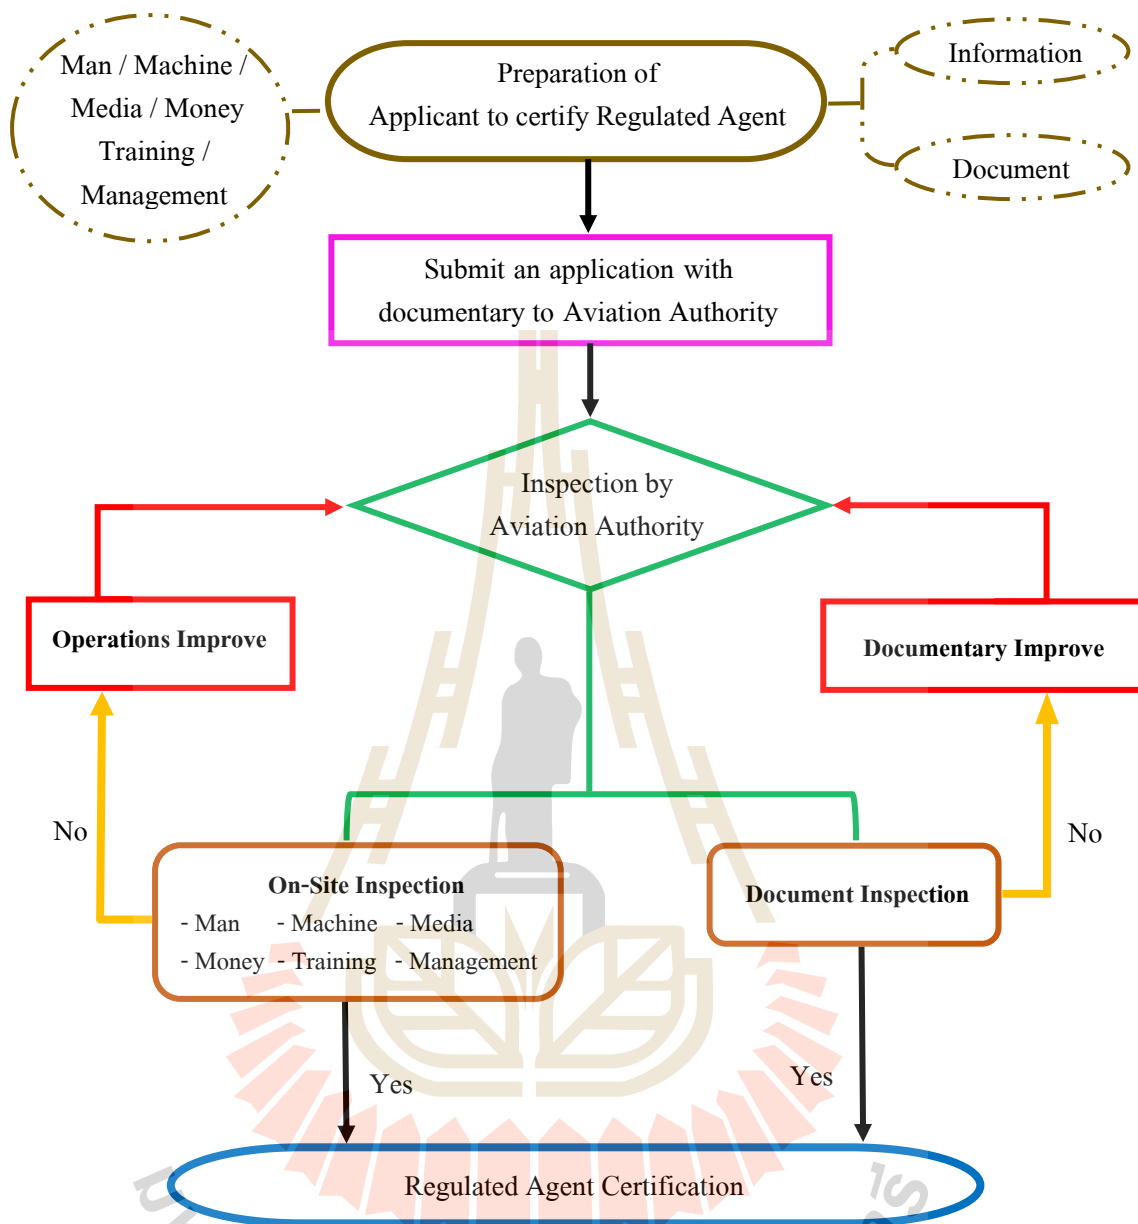 Man / Machine /
Media / Money
Training /
Management
Preparation of
Applicant to certify Regulated Agent
Information
Document
Submit an application with
documentary to Aviation Authority
Inspection by
Aviation Authority
Operations Improve
Documentary Improve
No
No
On-Site Inspection
- Man - Machine - Media
- Money - Training - Management
Document Inspection
Yes
Yes
Regulated Agent Certification